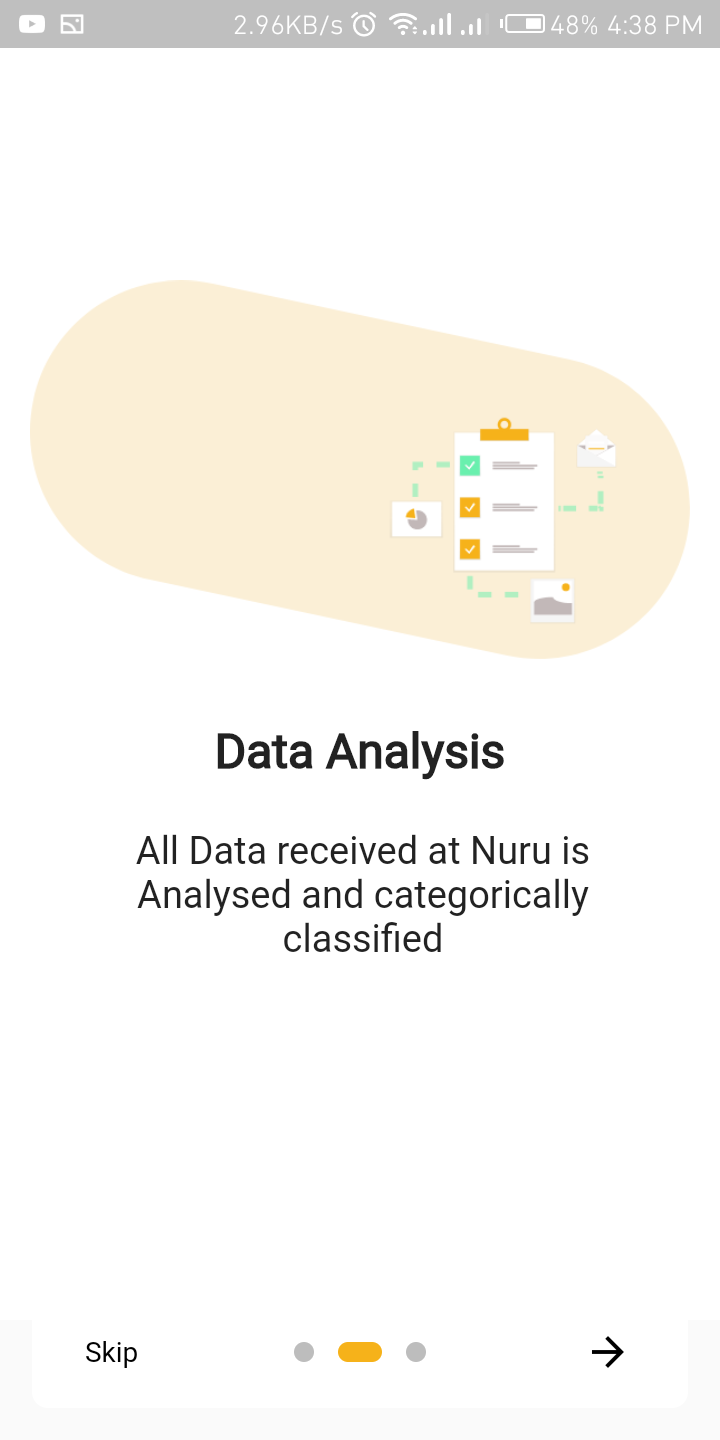 2.96KB/s 48% 4:38 PM
Data Analysis
All Data received at Nuru is
Analysed and categorically
classified
Skip